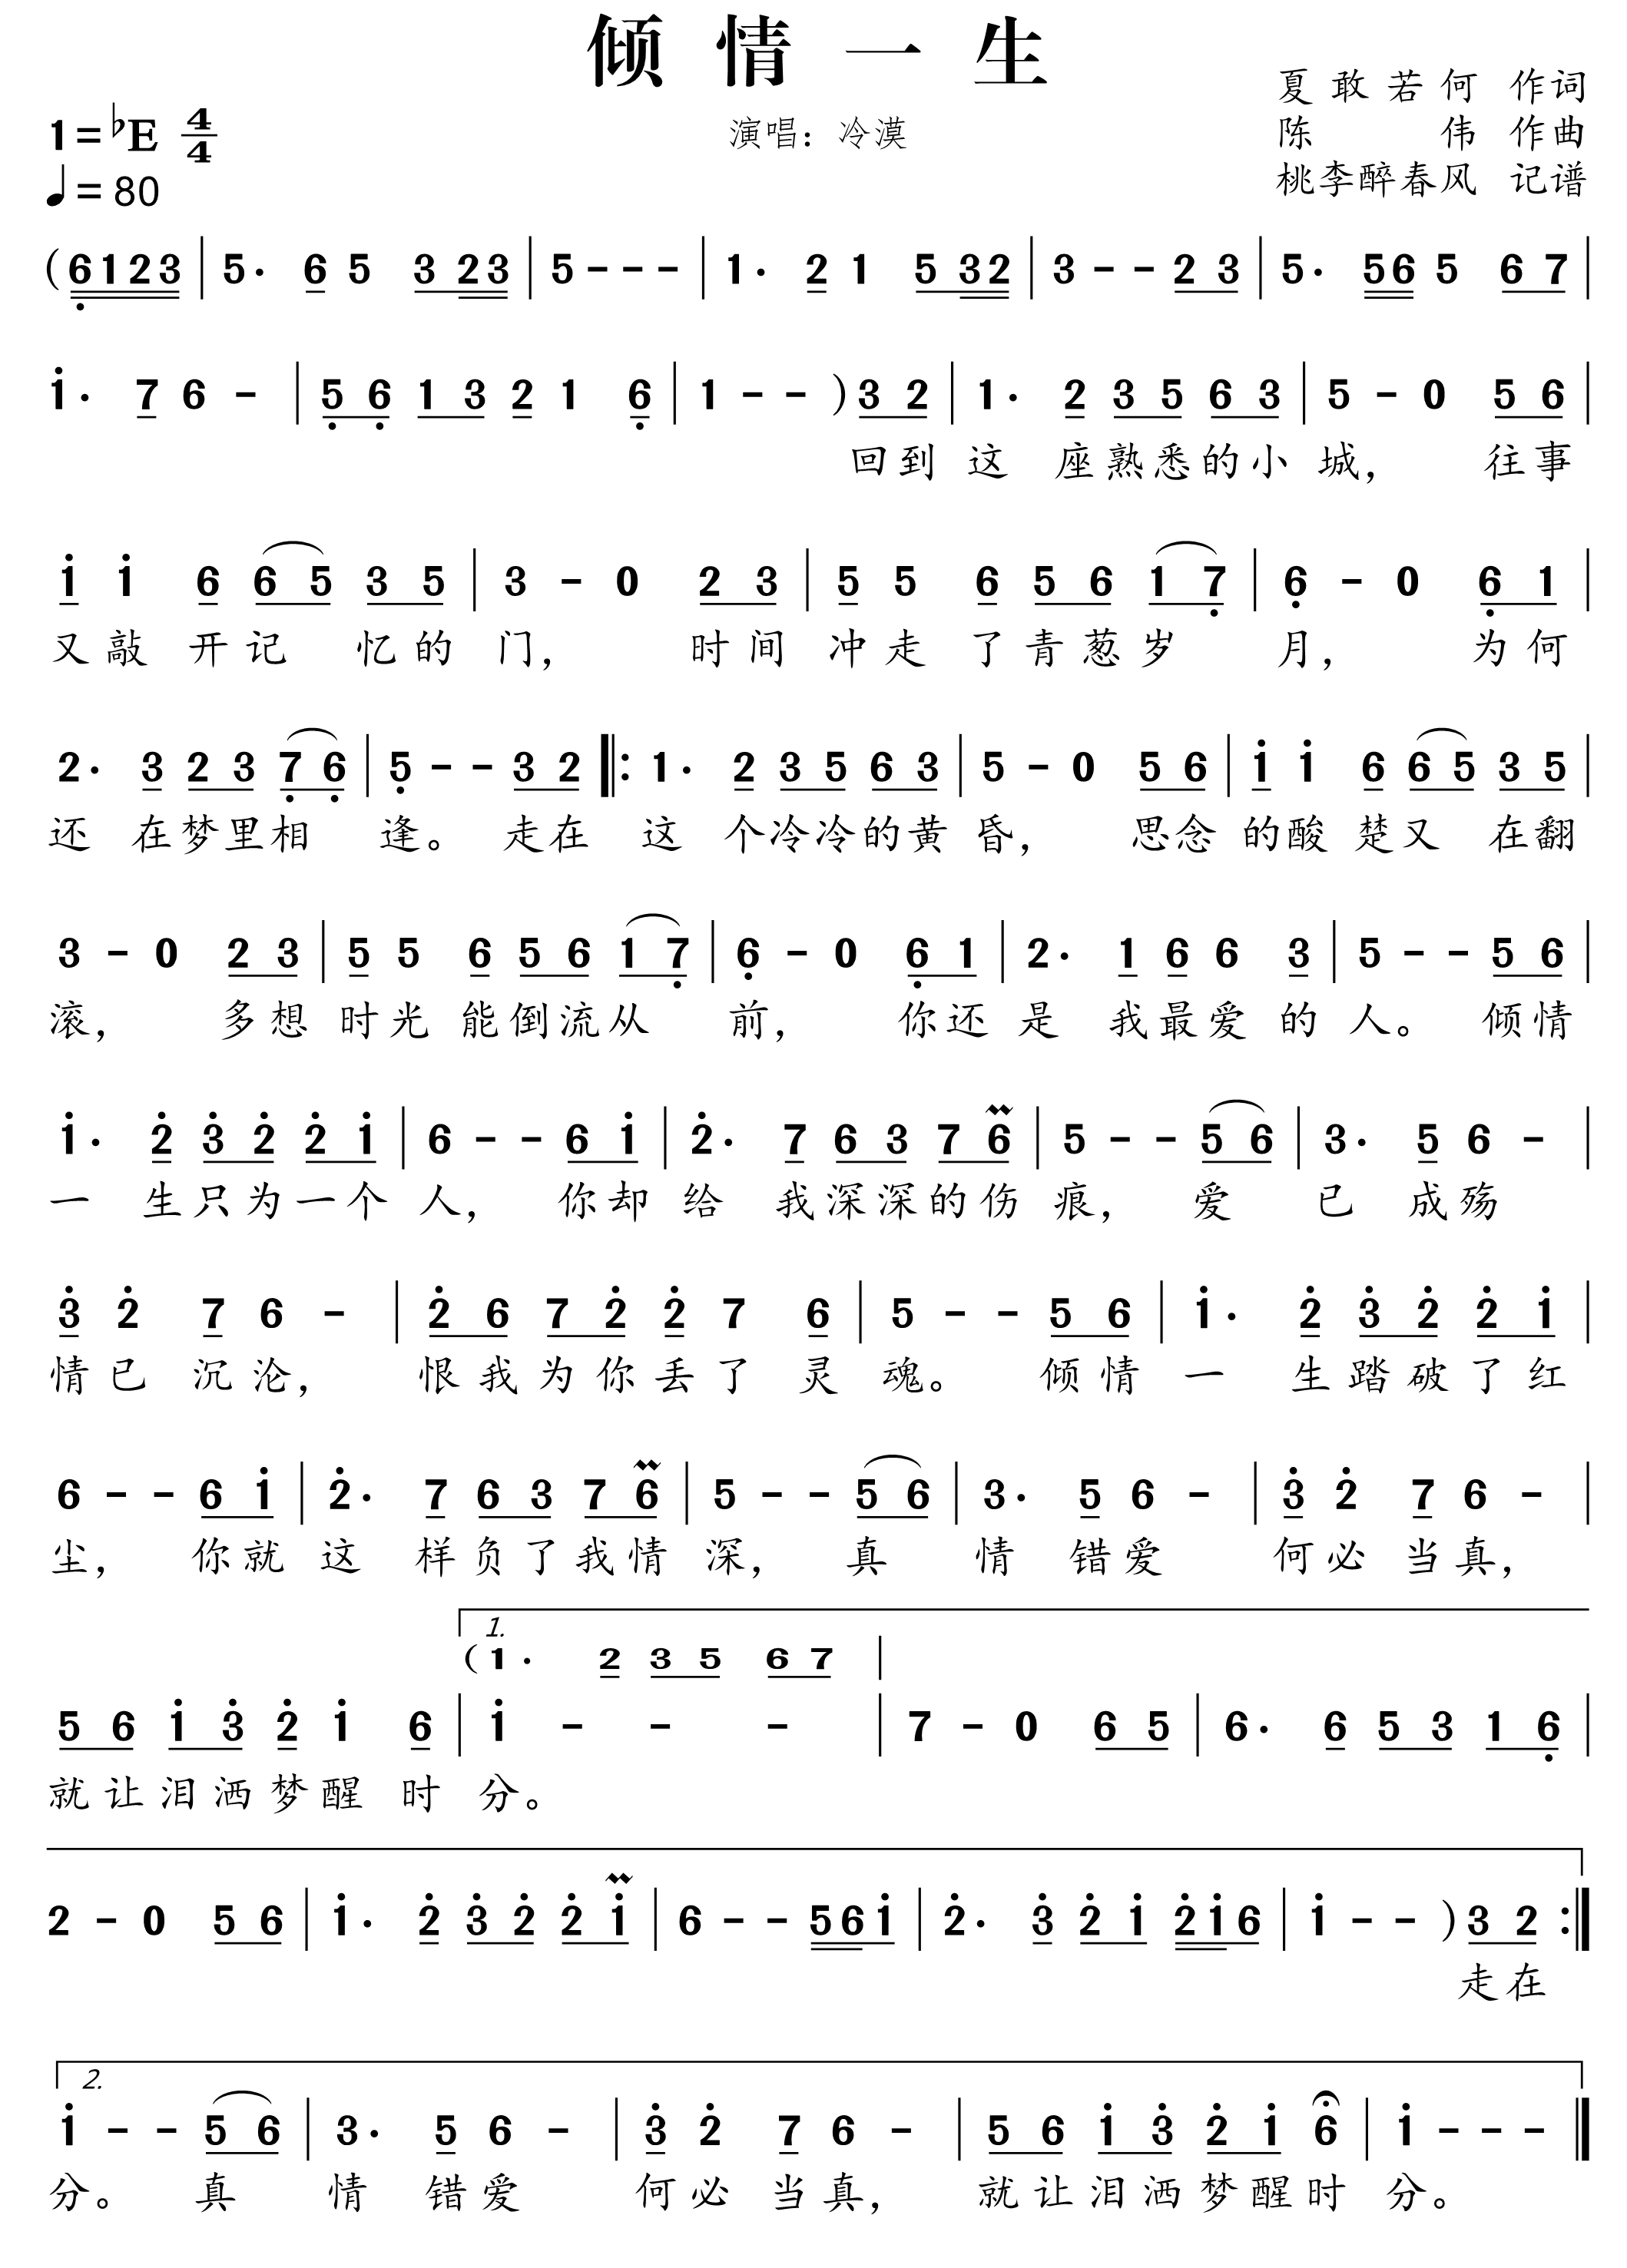 倾情一生
夏敢若何 作词
1=♭E 4/4
演唱：冷漠
陈伟 作曲
♩=80
桃李醉春风 记谱
(6123|5· 6 5 3 23|5---|1· 2 1 5 32|3--2 3|5· 56 5 6 7|
i· 7 6 -|5 6 1 3 2 1 6|1--)3 2|1· 2 3 5 6 3|5-0 5 6|
回到这座熟悉的小城，往事
i i 6 6 5 3 5|3-0 2 3|5 5 6 5 6 1 7|6-0 6 1|
又敲开记忆的门，时间冲走了青葱岁月，为何
2· 3 2 3 7 6|5--3 2‖:1· 2 3 5 6 3|5-0 5 6|i i 6 6 5 3 5|
还在梦里相逢。走在这个冷冷的黄昏，思念的酸楚又在翻
3-0 2 3|5 5 6 5 6 1 7|6-0 6 1|2· 1 6 6 3|5--5 6|
滚，多想时光能倒流从前，你还是我最爱的人。倾情
i· 2 3 2 2 i|6--6 i|2· 7 6 3 7 6|5--5 6|3· 5 6 -|
一生只为一个人，你却给我深深的伤痕，爱已成殇
3 2 7 6 -|2 6 7 2 2 7 6|5--5 6|i· 2 3 2 2 i|
情已沉沦，恨我为你丢了灵魂。倾情一生踏破了红
6--6 i|2· 7 6 3 7 6|5--5 6|3· 5 6 -|3 2 7 6 -|
尘，你就这样负了我情深，真情错爱何必当真，
1.
(1· 2 3 5 6 7|
5 6 i 3 2 i 6|i - - -|7-0 6 5|6· 6 5 3 1 6|
就让泪洒梦醒时分。
2-0 5 6|i· 2 3 2 2 i|6--56i|2· 3 2 i 2i6|i--)3 2:‖
走在
2.
i--5 6|3· 5 6 -|3 2 7 6 -|5 6 i 3 2 i 6|i---‖
分。真情错爱何必当真，就让泪洒梦醒时分。